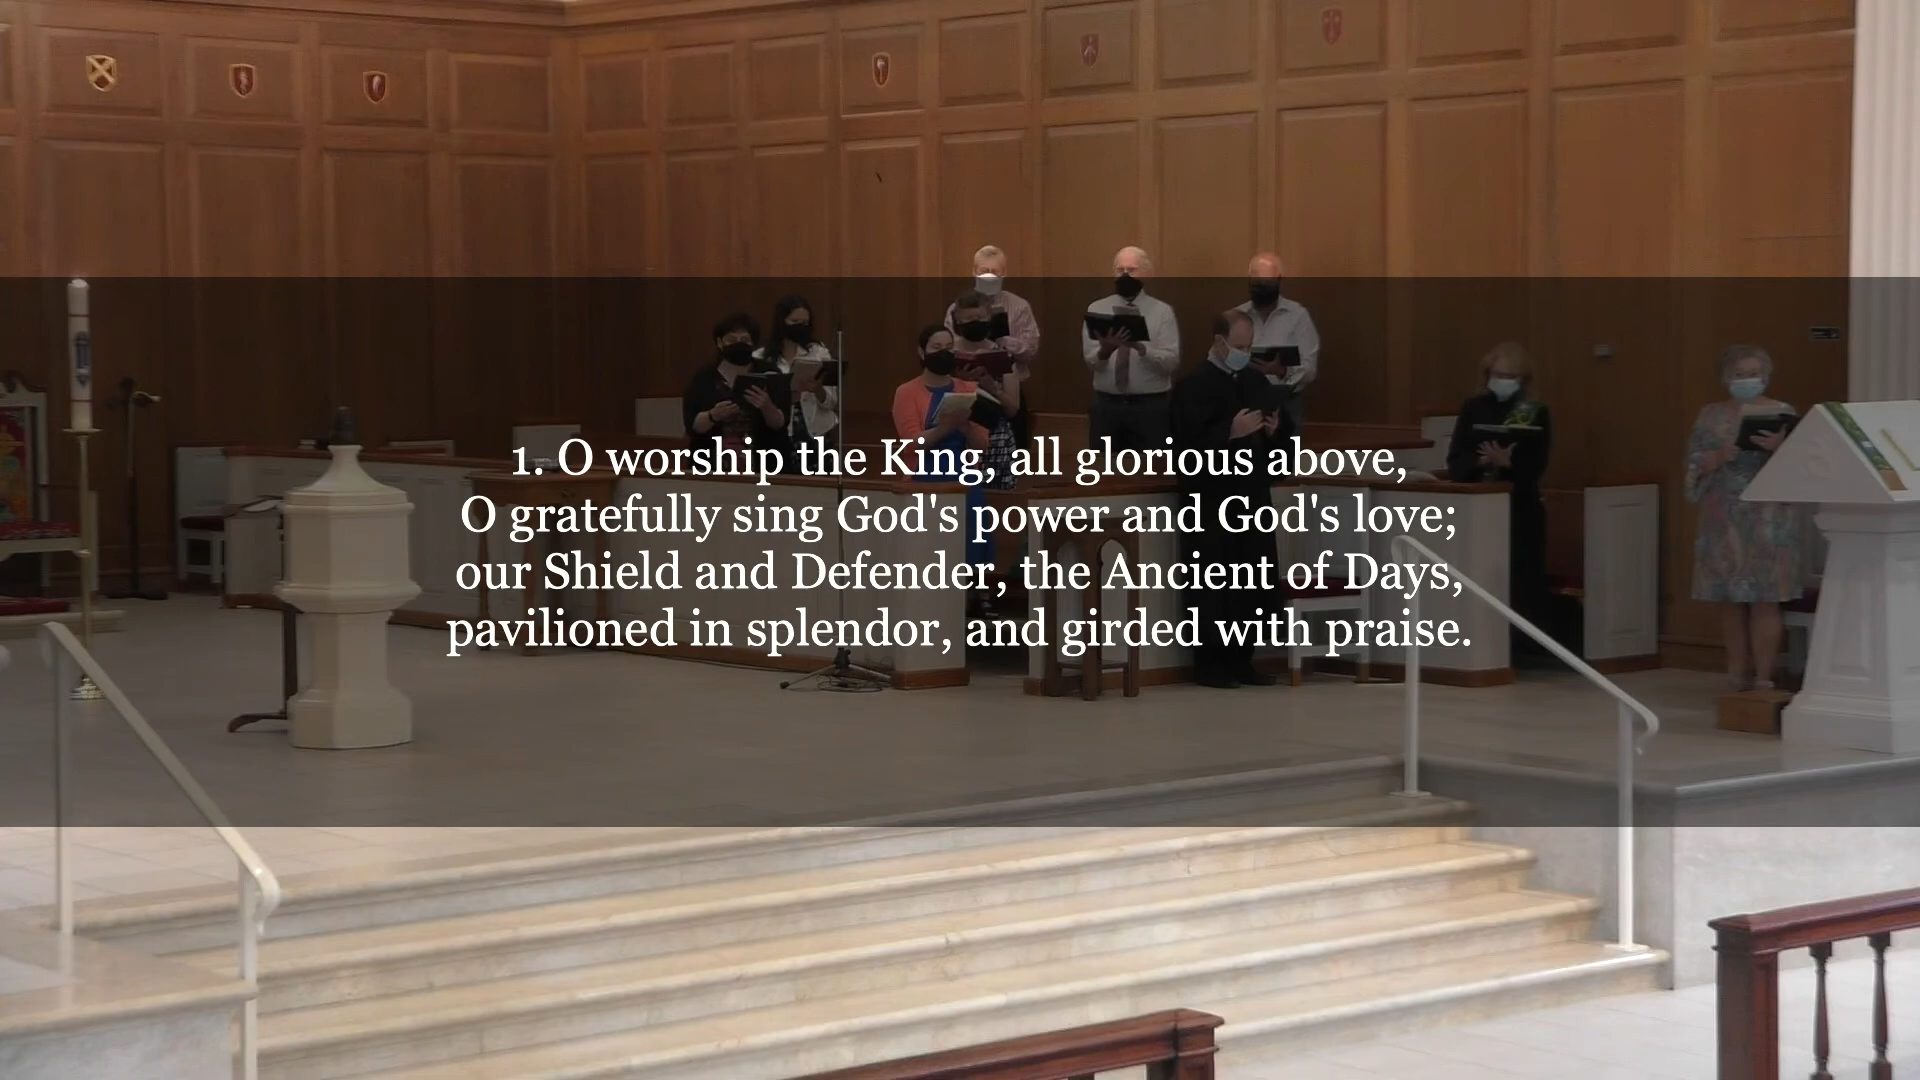 1. O worship the King, all glorious above,
O gratefully sing God's power and God's love;
our Shield and Defender, the Ancient of Days,
pavilioned in splendor, and girded with praise.